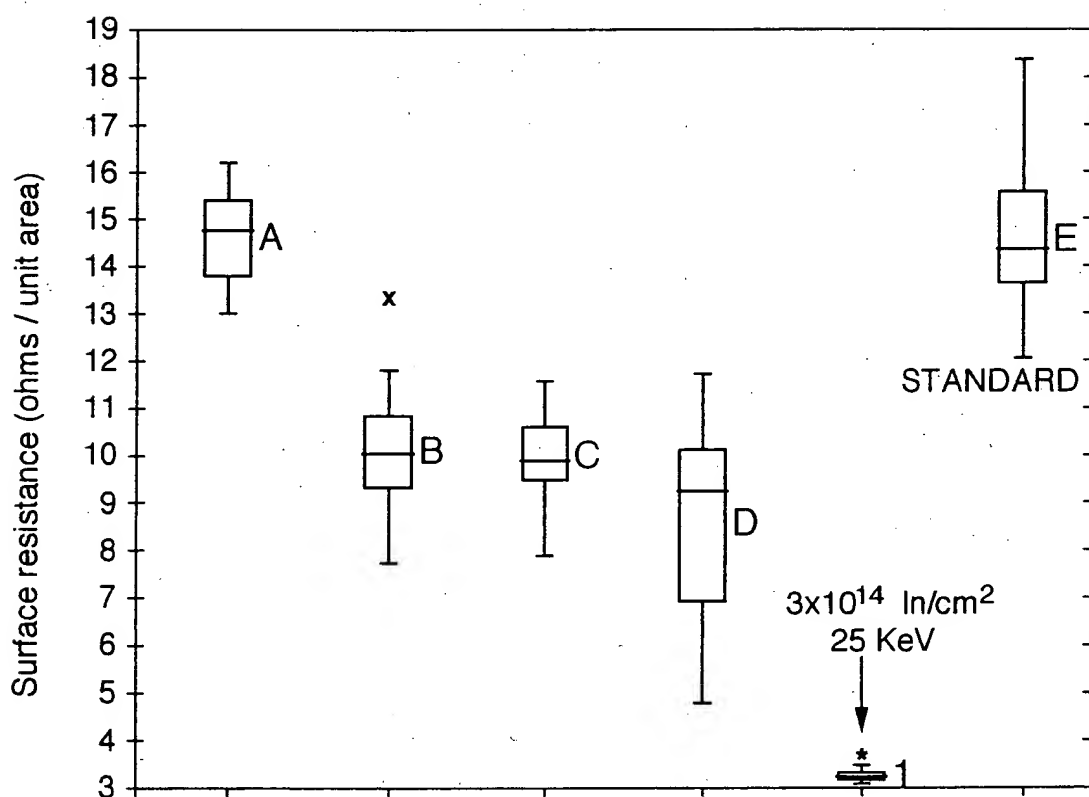 Surface resistance (ohms / unit area)
19
18
17
16
15
14
13
12
11
10
9
8
7
6
5
4
3
A
x
B
C
D
E
STANDARD
3x10¹⁴ In/cm²
25 KeV
*
1